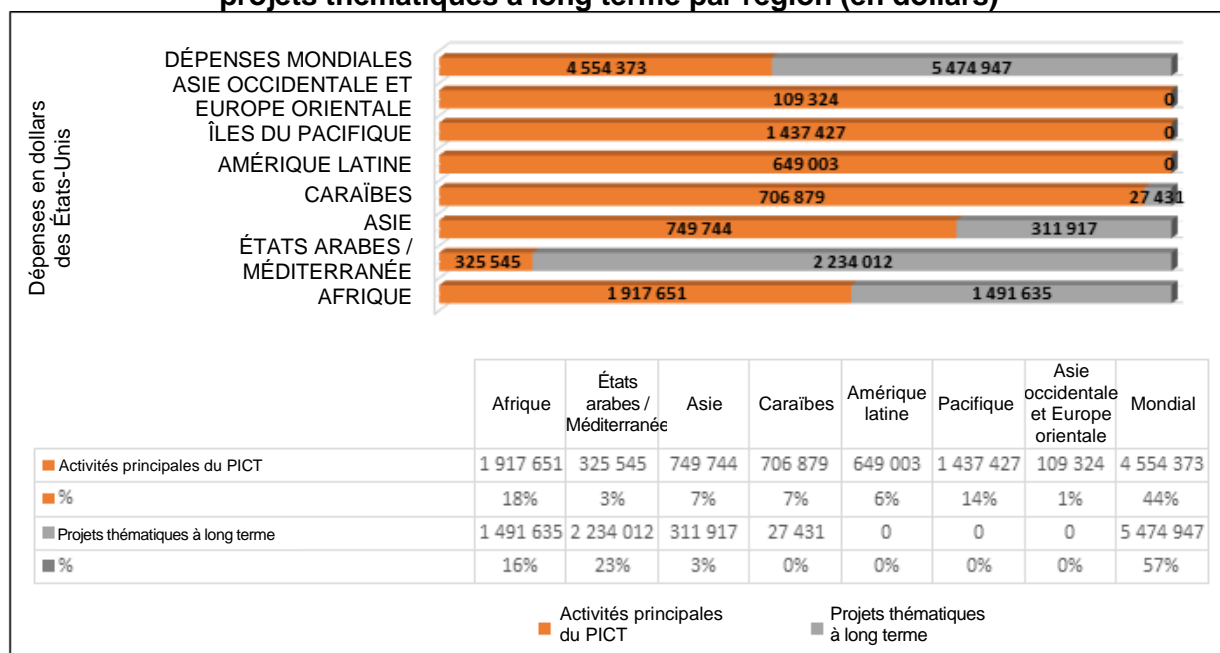 projets thématiques à long terme par région (en dollars)
Dépenses en dollars
des États-Unis
DÉPENSES MONDIALES 4 554 373 5 474 947
ASIE OCCIDENTALE ET
EUROPE ORIENTALE 109 324 0
ÎLES DU PACIFIQUE 1 437 427 0
AMÉRIQUE LATINE 649 003 0
CARAÏBES 706 879 27 431
ASIE 749 744 311 917
ÉTATS ARABES /
MÉDITERRANÉE 325 545 2 234 012
AFRIQUE 1 917 651 1 491 635
Afrique États arabes / Méditerranée Asie Caraïbes Amérique latine Pacifique Asie occidentale et Europe orientale Mondial
Activités principales du PICT 1 917 651 325 545 749 744 706 879 649 003 1 437 427 109 324 4 554 373
% 18% 3% 7% 7% 6% 14% 1% 44%
Projets thématiques à long terme 1 491 635 2 234 012 311 917 27 431 0 0 0 5 474 947
% 16% 23% 3% 0% 0% 0% 0% 57%
Activités principales
du PICT
Projets thématiques
à long terme